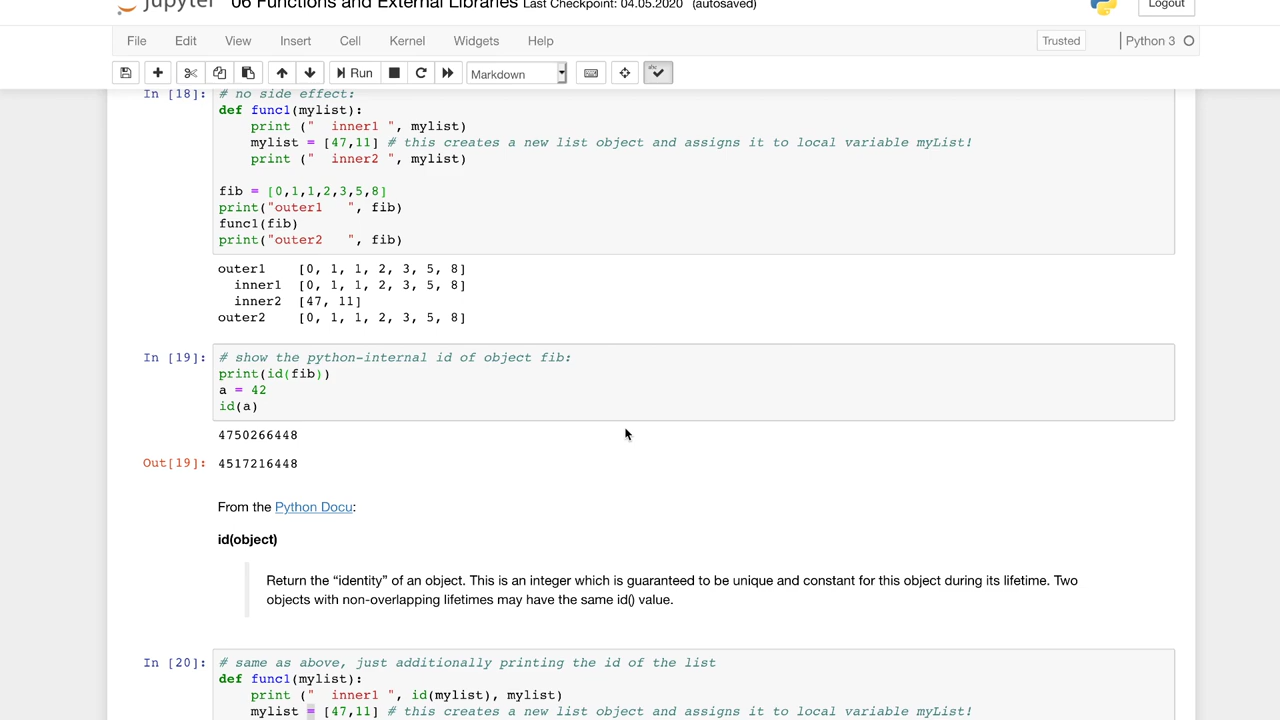 jupyter 06 Functions and External Libraries Last Checkpoint: 04.05.2020 (autosaved) Logout
File Edit View Insert Cell Kernel Widgets Help Trusted Python 3
Run Markdown
In [18]: # no side effect:
def func1(mylist):
    print ("  inner1 ", mylist)
    mylist = [47,11] # this creates a new list object and assigns it to local variable myList!
    print ("  inner2 ", mylist)
fib = [0,1,1,2,3,5,8]
print("outer1   ", fib)
func1(fib)
print("outer2   ", fib)
outer1    [0, 1, 1, 2, 3, 5, 8]
  inner1  [0, 1, 1, 2, 3, 5, 8]
  inner2  [47, 11]
outer2    [0, 1, 1, 2, 3, 5, 8]
In [19]: # show the python-internal id of object fib:
print(id(fib))
a = 42
id(a)
4750266448
Out[19]: 4517216448
From the Python Docu:
id(object)
Return the “identity” of an object. This is an integer which is guaranteed to be unique and constant for this object during its lifetime. Two
objects with non-overlapping lifetimes may have the same id() value.
In [20]: # same as above, just additionally printing the id of the list
def func1(mylist):
    print ("  inner1 ", id(mylist), mylist)
    mylist = [47,11] # this creates a new list object and assigns it to local variable myList!